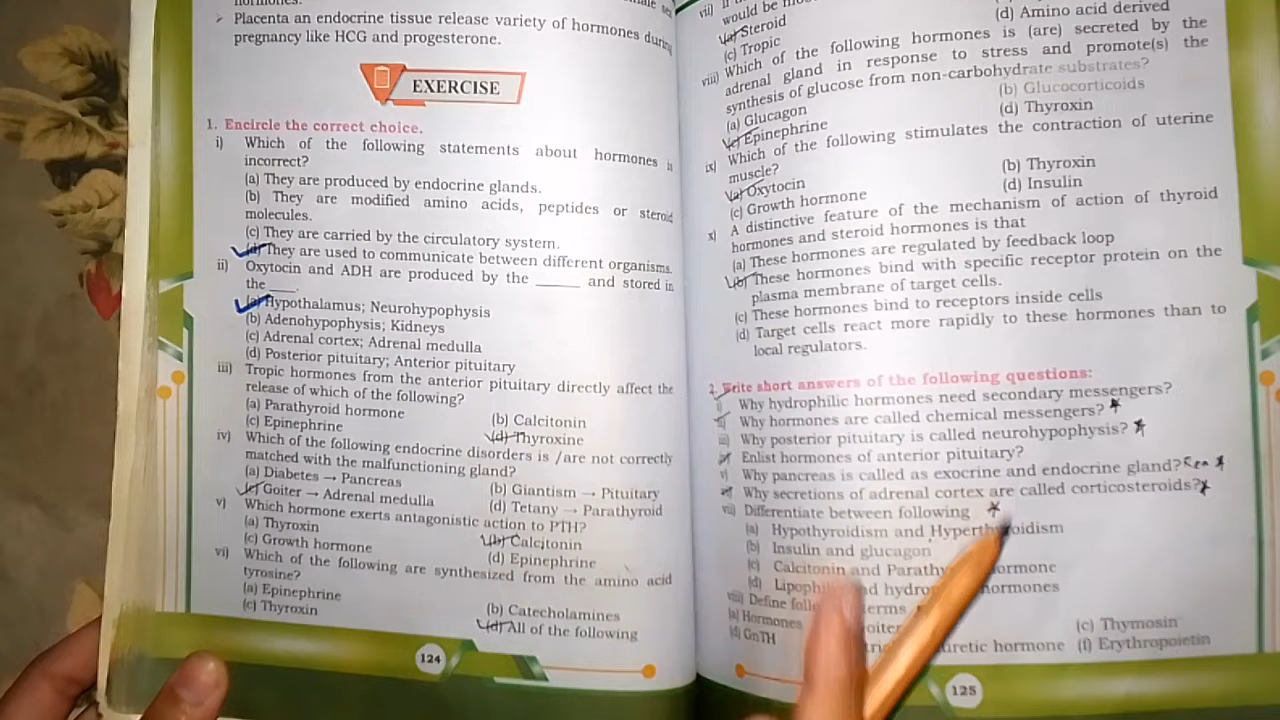 Placenta an endocrine tissue release variety of hormones during
pregnancy like HCG and progesterone.
EXERCISE
1. Encircle the correct choice.
i) Which of the following statements about hormones is
incorrect?
(a) They are produced by endocrine glands.
(b) They are modified amino acids, peptides or steroid
molecules.
(c) They are carried by the circulatory system.
(d) They are used to communicate between different organisms.
ii) Oxytocin and ADH are produced by the ______ and stored in
the ___.
(a) Hypothalamus; Neurohypophysis
(b) Adenohypophysis; Kidneys
(c) Adrenal cortex; Adrenal medulla
(d) Posterior pituitary; Anterior pituitary
iii) Tropic hormones from the anterior pituitary directly affect the
release of which of the following?
(a) Parathyroid hormone (b) Calcitonin
(c) Epinephrine (d) Thyroxine
iv) Which of the following endocrine disorders is /are not correctly
matched with the malfunctioning gland?
(a) Diabetes → Pancreas (b) Giantism → Pituitary
(c) Goiter → Adrenal medulla (d) Tetany → Parathyroid
v) Which hormone exerts antagonistic action to PTH?
(a) Thyroxin (b) Calcitonin
(c) Growth hormone (d) Epinephrine
vi) Which of the following are synthesized from the amino acid
tyrosine?
(a) Epinephrine (b) Catecholamines
(c) Thyroxin (d) All of the following
124
vii) If
would be
(a) Steroid (d) Amino acid derived
(c) Tropic
viii) Which of the following hormones is (are) secreted by the
adrenal gland in response to stress and promote(s) the
synthesis of glucose from non-carbohydrate substrates?
(a) Glucagon (b) Glucocorticoids
(c) Epinephrine (d) Thyroxin
ix) Which of the following stimulates the contraction of uterine
muscle?
(a) Oxytocin (b) Thyroxin
(c) Growth hormone (d) Insulin
x) A distinctive feature of the mechanism of action of thyroid
hormones and steroid hormones is that
(a) These hormones are regulated by feedback loop
(b) These hormones bind with specific receptor protein on the
plasma membrane of target cells.
(c) These hormones bind to receptors inside cells
(d) Target cells react more rapidly to these hormones than to
local regulators.
2. Write short answers of the following questions:
i) Why hydrophilic hormones need secondary messengers?
ii) Why hormones are called chemical messengers?
iii) Why posterior pituitary is called neurohypophysis?
iv) Enlist hormones of anterior pituitary?
v) Why pancreas is called as exocrine and endocrine gland?
vi) Why secretions of adrenal cortex are called corticosteroids?
vii) Differentiate between following
(a) Hypothyroidism and Hyperthyroidism
(b) Insulin and glucagon
(c) Calcitonin and hormone
(d) hormones
viii) Define
(a) Hormones (c) Thymosin
(d) GnTH hormone (f) Erythropoietin
125